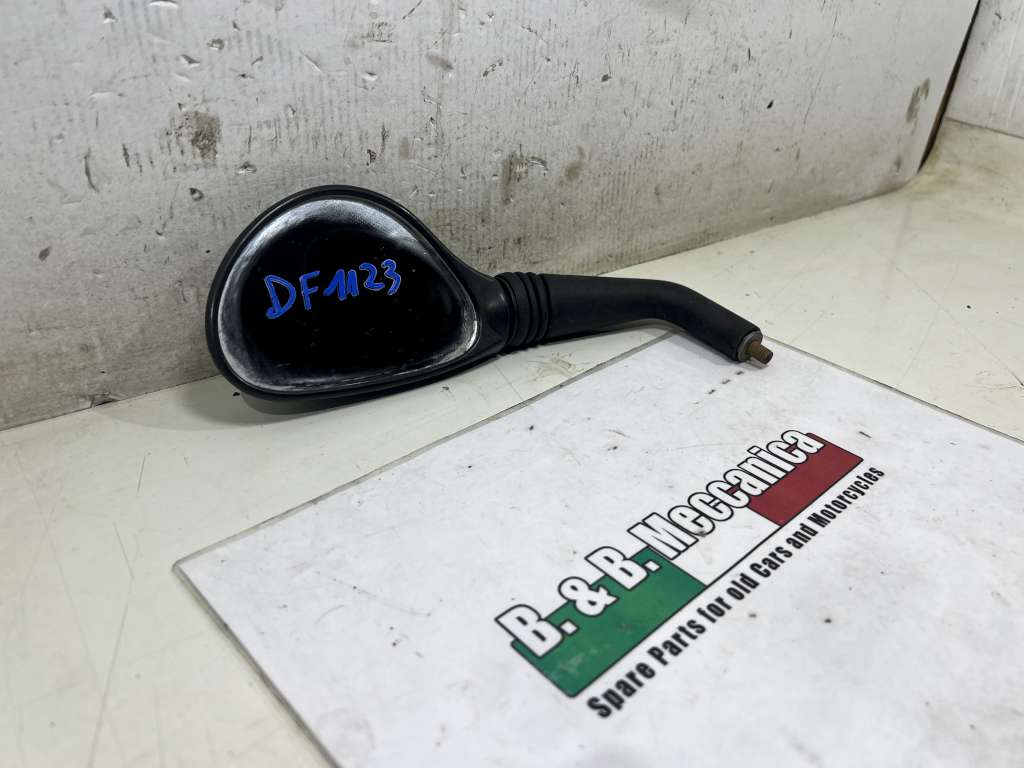 DF1123
B. & B. Meccanica
Spare Parts for old Cars and Motorcycles